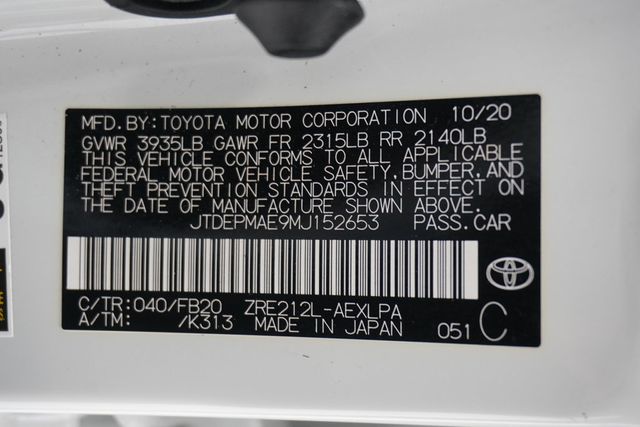 MFD.BY:TOYOTA MOTOR CORPORATION 10/20
GVWR 3935LB GAWR FR 2315LB RR 2140LB
THIS VEHICLE CONFORMS TO ALL APPLICABLE
FEDERAL MOTOR VEHICLE SAFETY,BUMPER,AND
THEFT PREVENTION STANDARDS IN EFFECT ON
THE DATE OF MANUFACTURE SHOWN ABOVE.
JTDEPMAE9MJ152653 PASS.CAR
C/TR:040/FB20 ZRE212L-AEXLPA
A/TM: /K313 MADE IN JAPAN 051 C